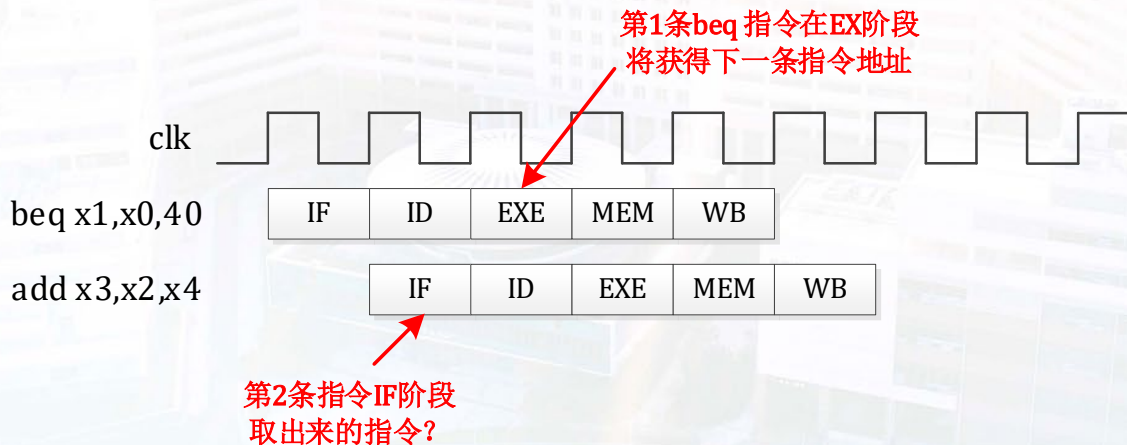 第1条beq 指令在EX阶段
将获得下一条指令地址
clk
beq x1,x0,40 IF ID EXE MEM WB
add x3,x2,x4 IF ID EXE MEM WB
第2条指令IF阶段
取出来的指令?